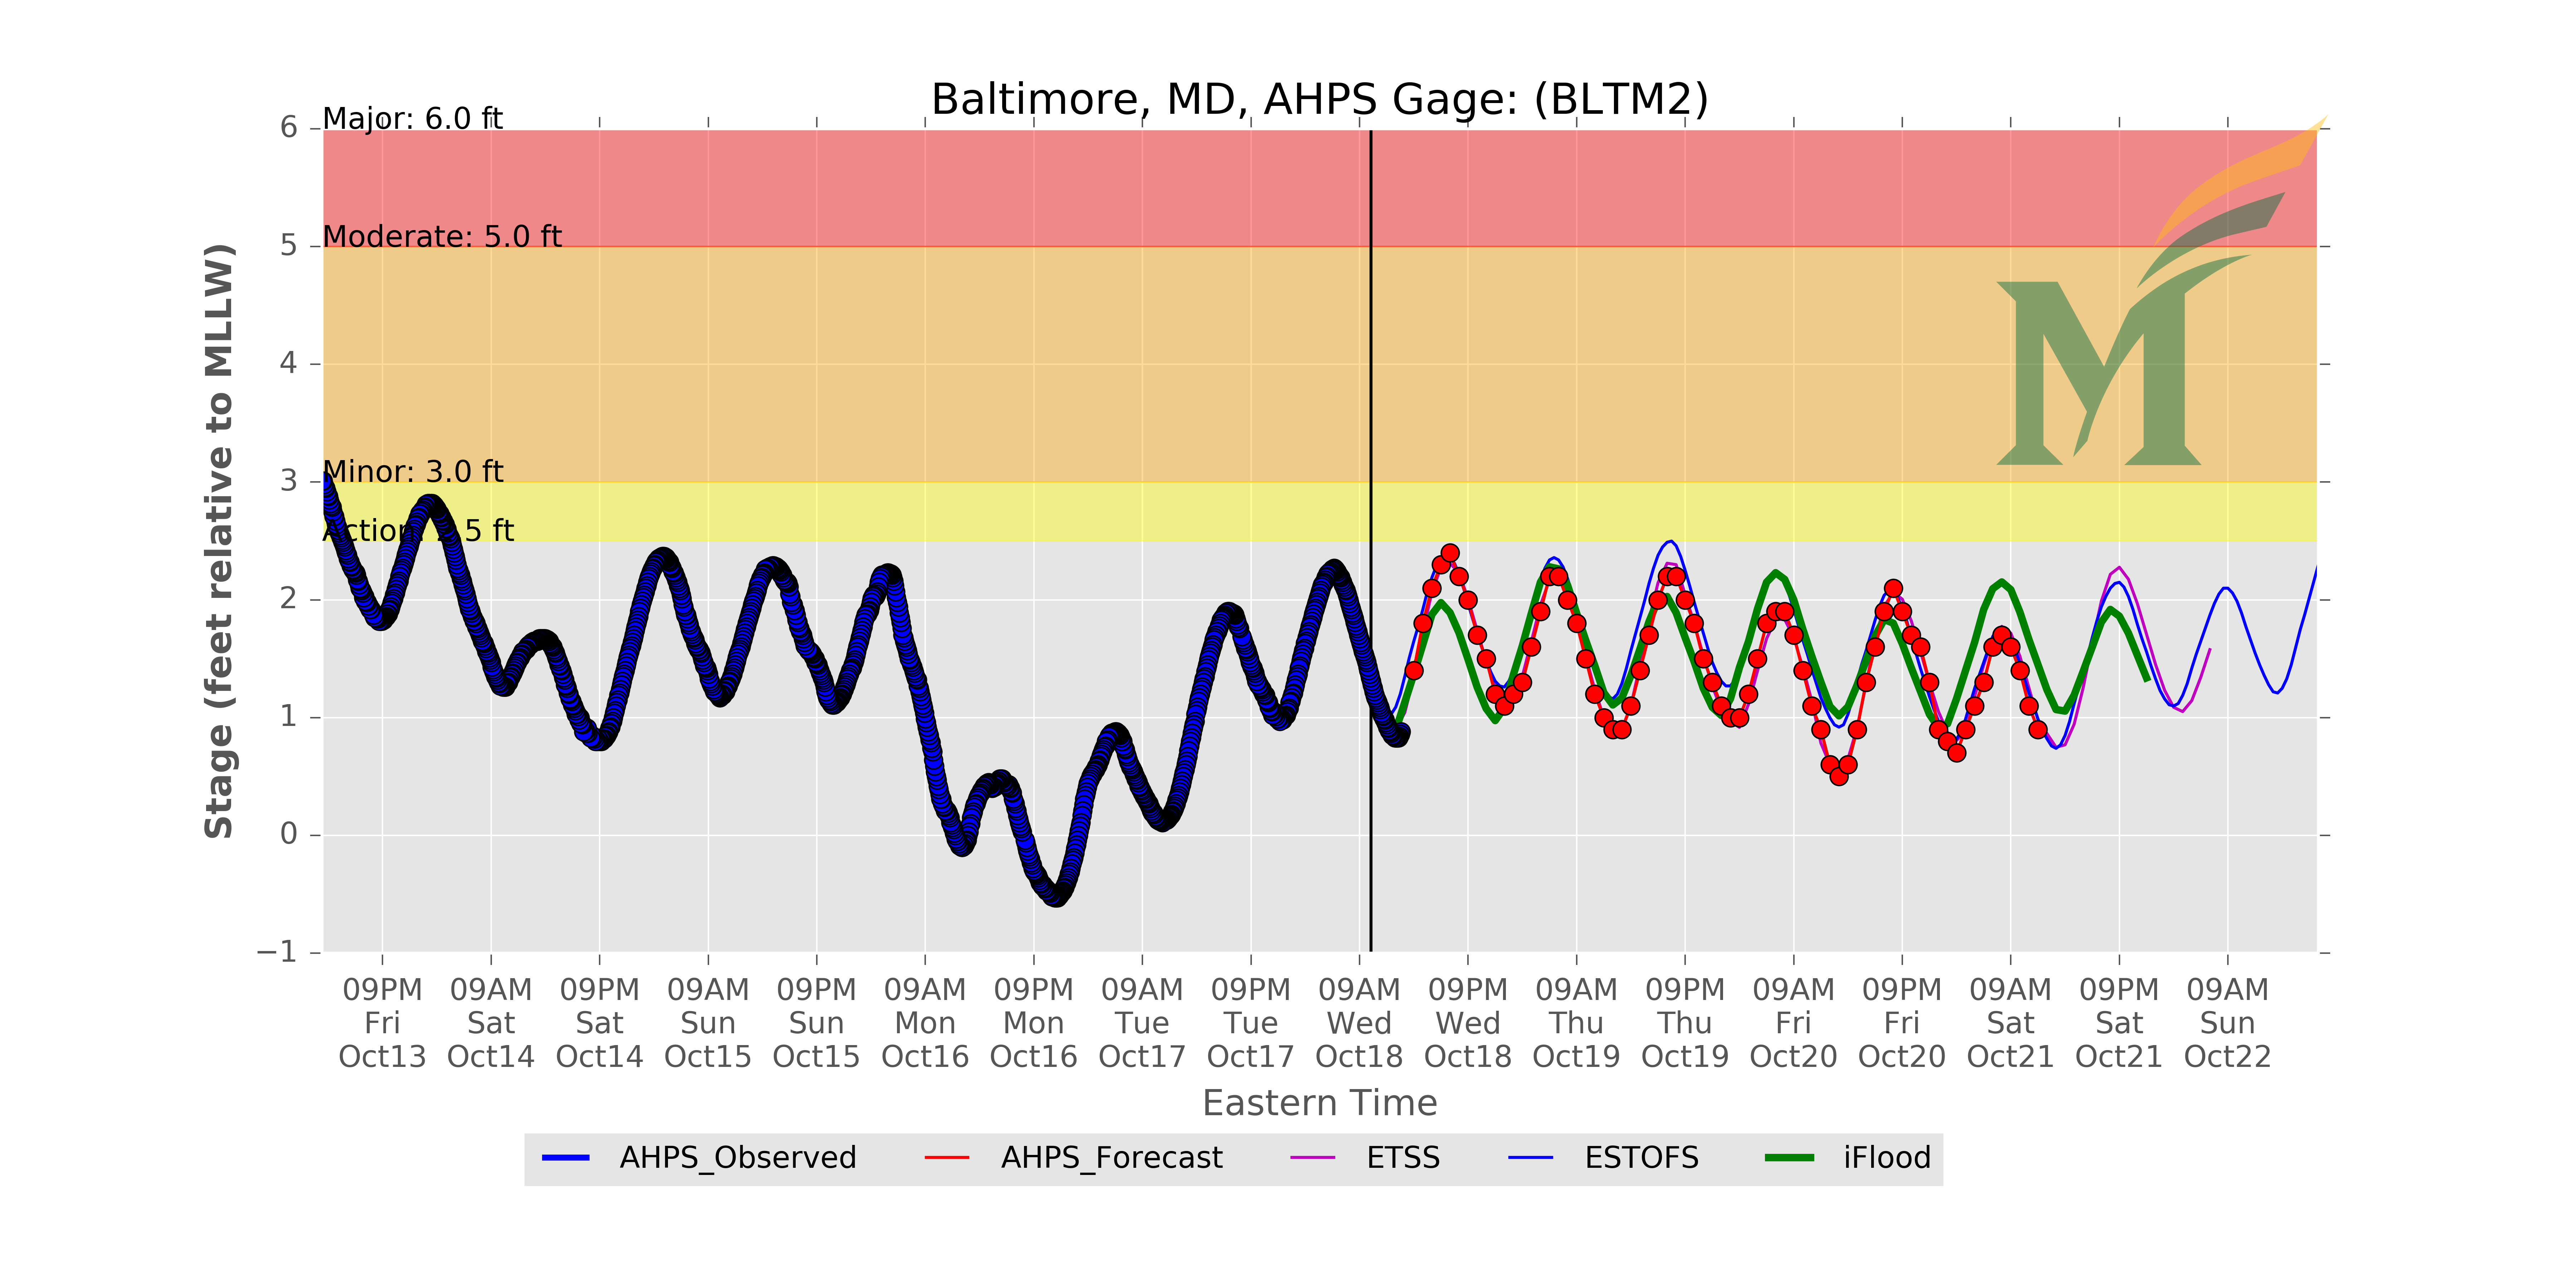 Baltimore, MD, AHPS Gage: (BLTM2)
Major: 6.0 ft
Moderate: 5.0 ft
Minor: 3.0 ft
5 ft
Stage (feet relative to MLLW)
6
5
4
3
2
1
0
−1
09PM 09AM 09PM 09AM 09PM 09AM 09PM 09AM 09PM 09AM 09PM 09AM 09PM 09AM 09PM 09AM 09PM 09AM
Fri Sat Sat Sun Sun Mon Mon Tue Tue Wed Wed Thu Thu Fri Fri Sat Sat Sun
Oct13 Oct14 Oct14 Oct15 Oct15 Oct16 Oct16 Oct17 Oct17 Oct18 Oct18 Oct19 Oct19 Oct20 Oct20 Oct21 Oct21 Oct22
Eastern Time
AHPS_Observed AHPS_Forecast ETSS ESTOFS iFlood
M